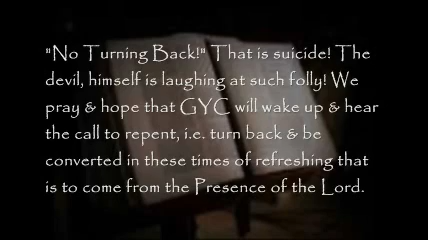 "No Turning Back!" That is suicide! The
devil, himself is laughing at such folly! We
pray & hope that GYC will wake up & hear
the call to repent, i.e. turn back & be
converted in these times of refreshing that
is to come from the Presence of the Lord.